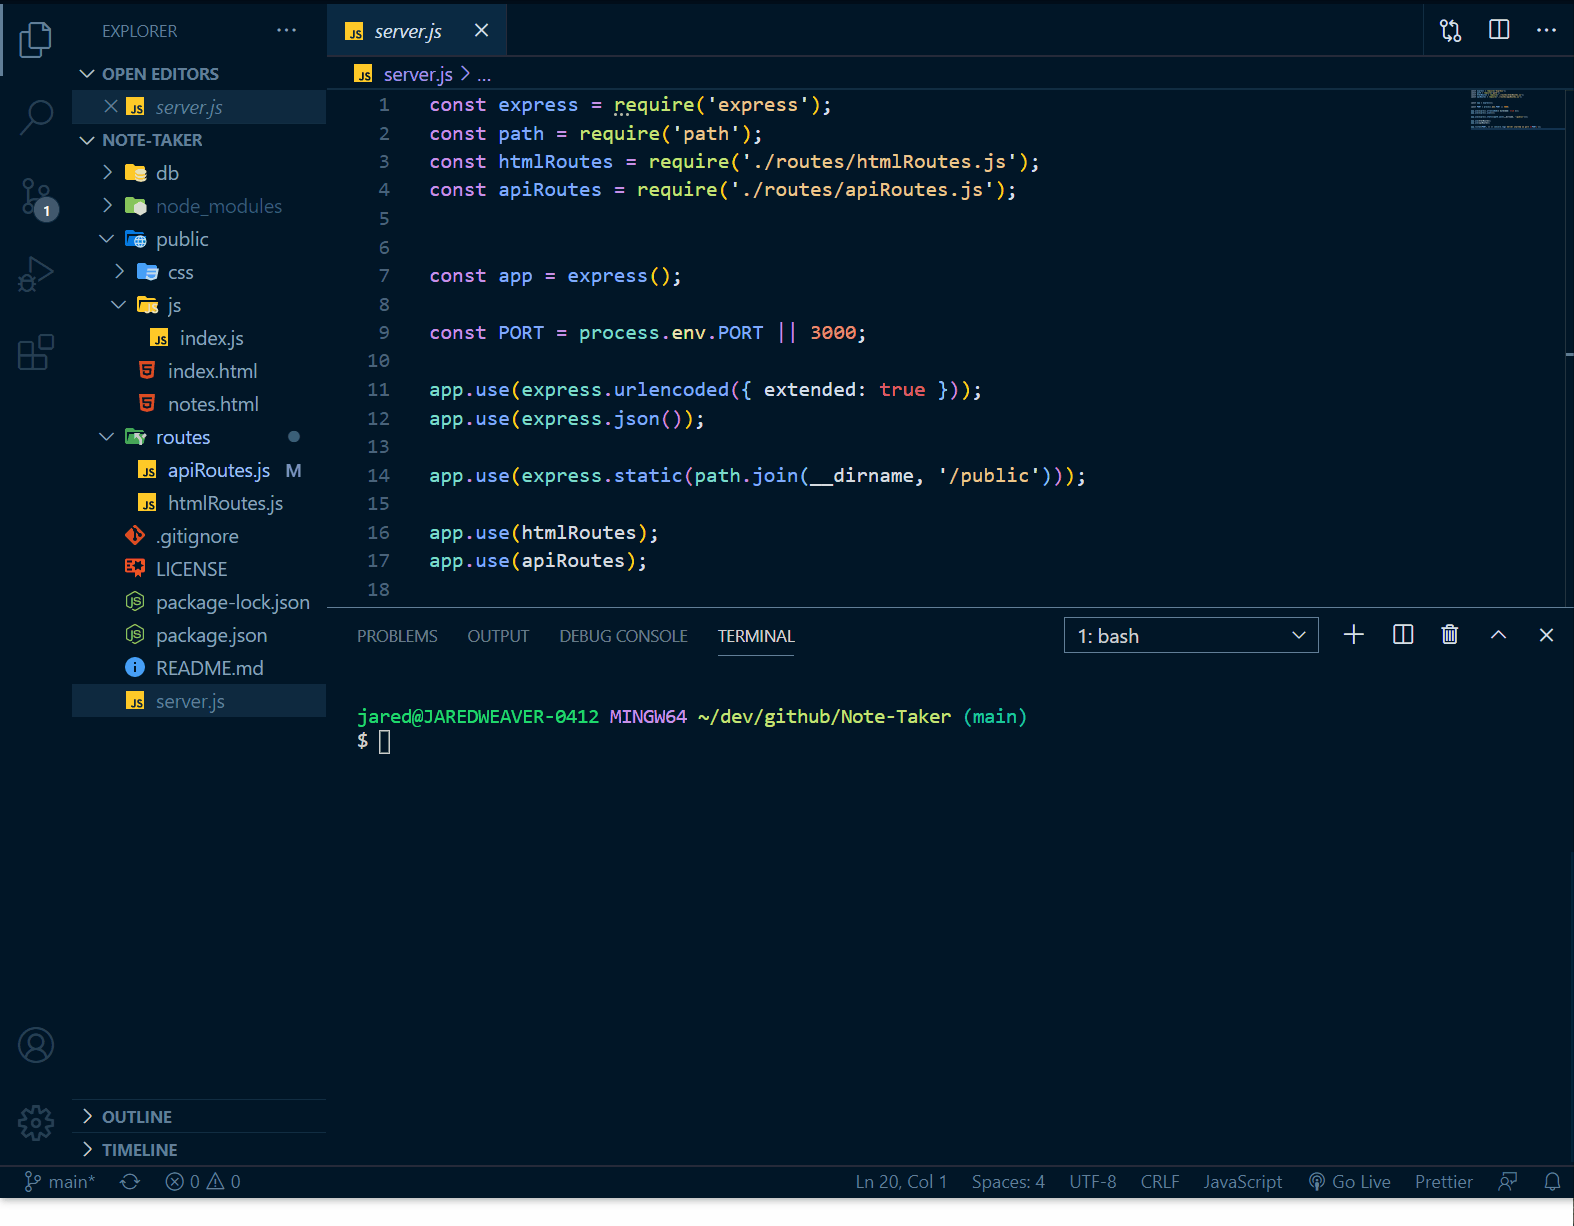 EXPLORER
OPEN EDITORS
server.js
NOTE-TAKER
db
node_modules
public
css
js
index.js
index.html
notes.html
routes
apiRoutes.js M
htmlRoutes.js
.gitignore
LICENSE
package-lock.json
package.json
README.md
server.js
OUTLINE
TIMELINE
1
server.js
server.js > ...
1 const express = require('express');
2 const path = require('path');
3 const htmlRoutes = require('./routes/htmlRoutes.js');
4 const apiRoutes = require('./routes/apiRoutes.js');
5
6
7 const app = express();
8
9 const PORT = process.env.PORT || 3000;
10
11 app.use(express.urlencoded({ extended: true }));
12 app.use(express.json());
13
14 app.use(express.static(path.join(__dirname, '/public')));
15
16 app.use(htmlRoutes);
17 app.use(apiRoutes);
18
PROBLEMS OUTPUT DEBUG CONSOLE TERMINAL 1: bash
jared@JAREDWEAVER-0412 MINGW64 ~/dev/github/Note-Taker (main)
$
main* 0 0 Ln 20, Col 1 Spaces: 4 UTF-8 CRLF JavaScript Go Live Prettier